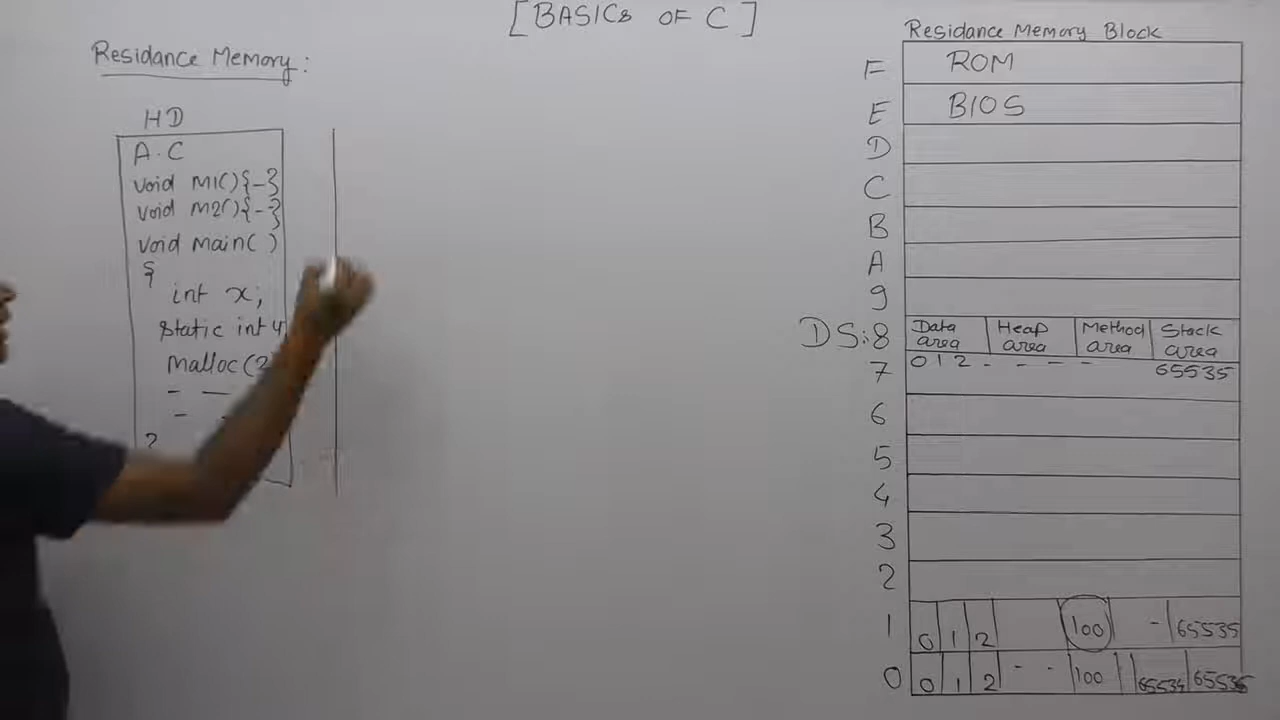 [BASICs OF C]
Residance Memory:
HD
A.C
void M1(){-}
void M2(){-}
void main( )
{
int x;
static int y
Malloc(2
- —
-
}
Residance Memory Block
F ROM
E BIOS
D
C
B
A
9
DS:8 Data area Heap area Method area Stack area
7 0 1 2 - - - - 65535
6
5
4
3
2
1 0 1 2 100 - 65535
0 0 1 2 - - 100 65534 65535